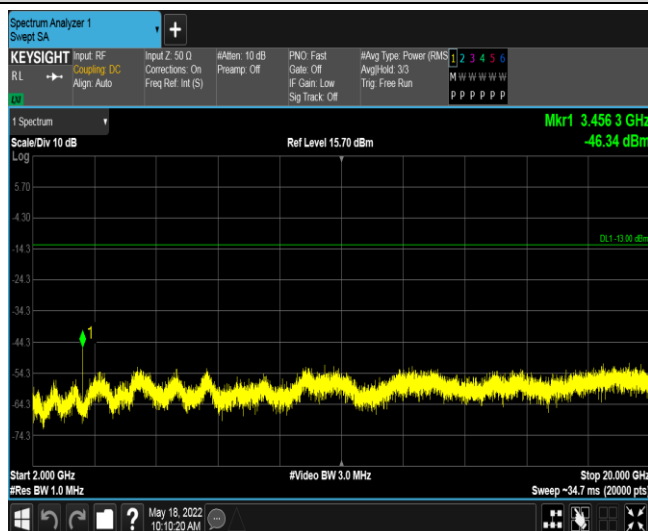 Spectrum Analyzer 1
Swept SA
+
KEYSIGHT Input: RF Input Z: 50 Ω #Atten: 10 dB PNO: Fast #Avg Type: Power (RMS 1 2 3 4 5 6
RL Coupling: DC Corrections: On Preamp: Off Gate: Off Avg|Hold: 3/3 M W W W W W
Align: Auto Freq Ref: Int (S) IF Gain: Low Trig: Free Run
Sig Track: Off P P P P P P
1 Spectrum Mkr1 3.456 3 GHz
Scale/Div 10 dB Ref Level 15.70 dBm -46.34 dBm
Log
5.70
-4.30
DL1 -13.00 dBm
-14.3
-24.3
-34.3
1
-44.3
-54.3
-64.3
-74.3
Start 2.000 GHz #Video BW 3.0 MHz Stop 20.000 GHz
#Res BW 1.0 MHz Sweep ~34.7 ms (20000 pts)
? May 18, 2022
10:10:20 AM